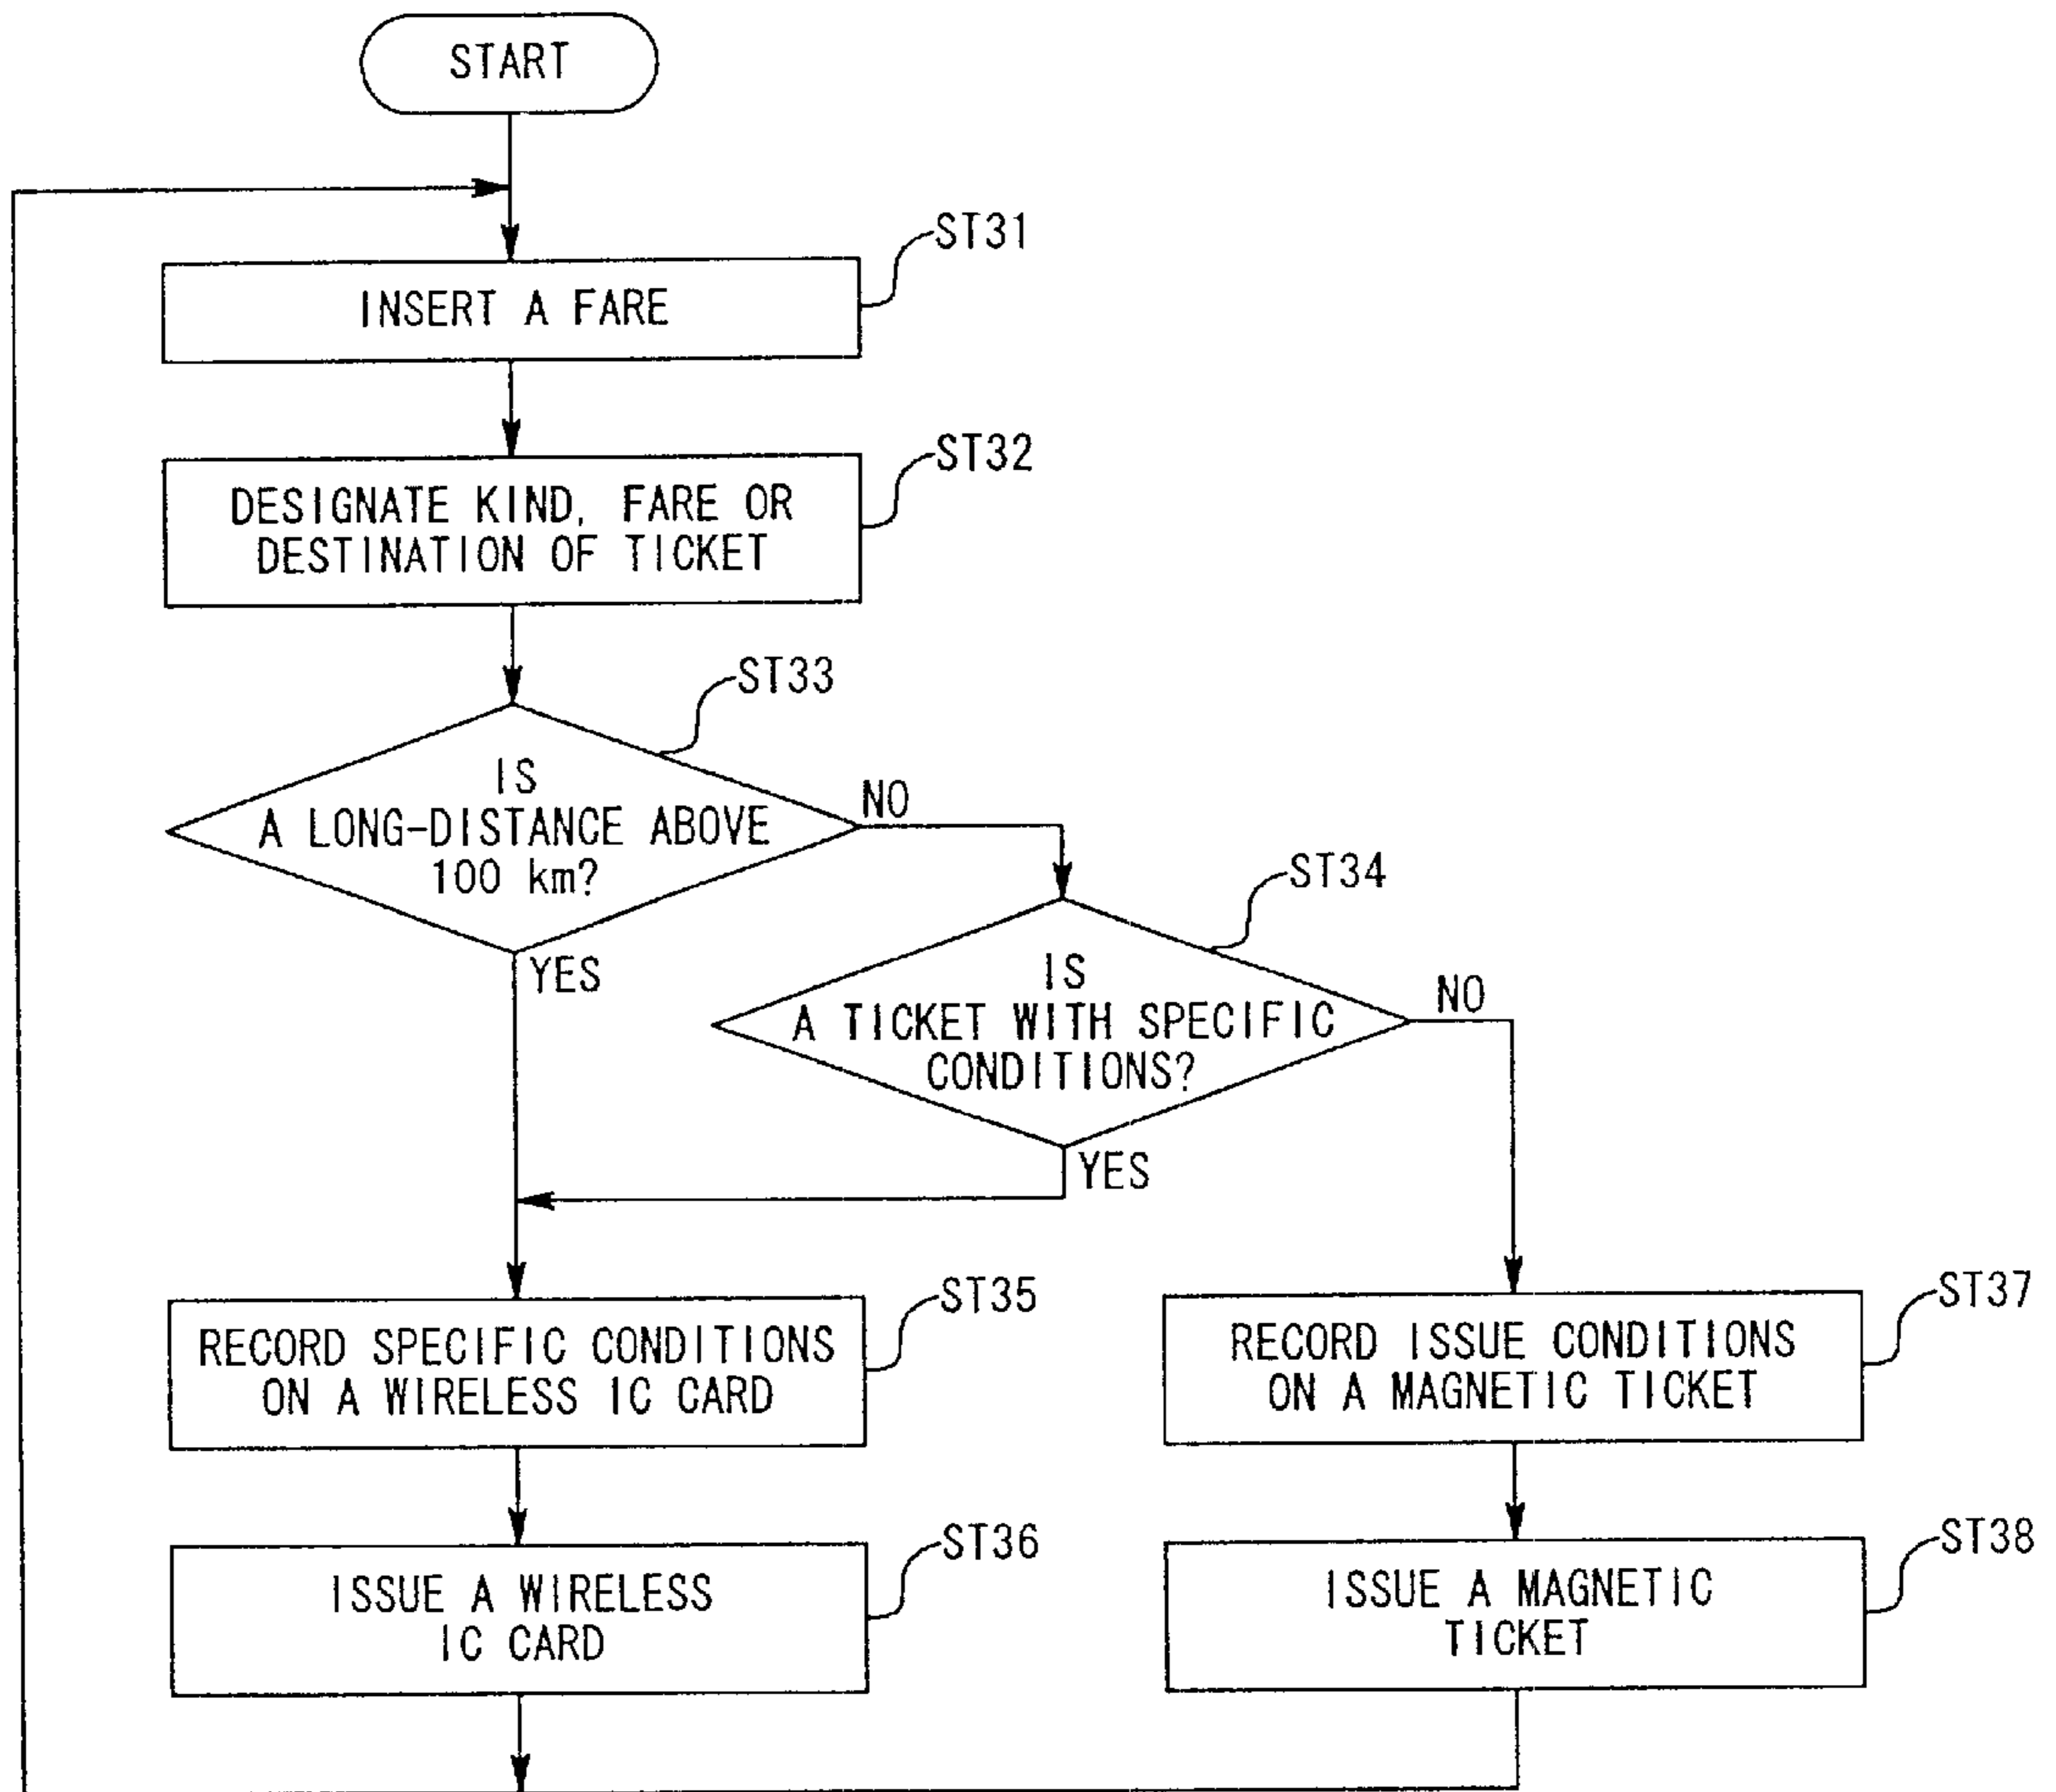 START
ST31
INSERT A FARE
ST32
DESIGNATE KIND, FARE OR
DESTINATION OF TICKET
ST33
IS
A LONG-DISTANCE ABOVE
100 km?
NO
YES
ST34
IS
A TICKET WITH SPECIFIC
CONDITIONS?
NO
YES
ST35
RECORD SPECIFIC CONDITIONS
ON A WIRELESS IC CARD
ST37
RECORD ISSUE CONDITIONS
ON A MAGNETIC TICKET
ST36
ISSUE A WIRELESS
IC CARD
ST38
ISSUE A MAGNETIC
TICKET